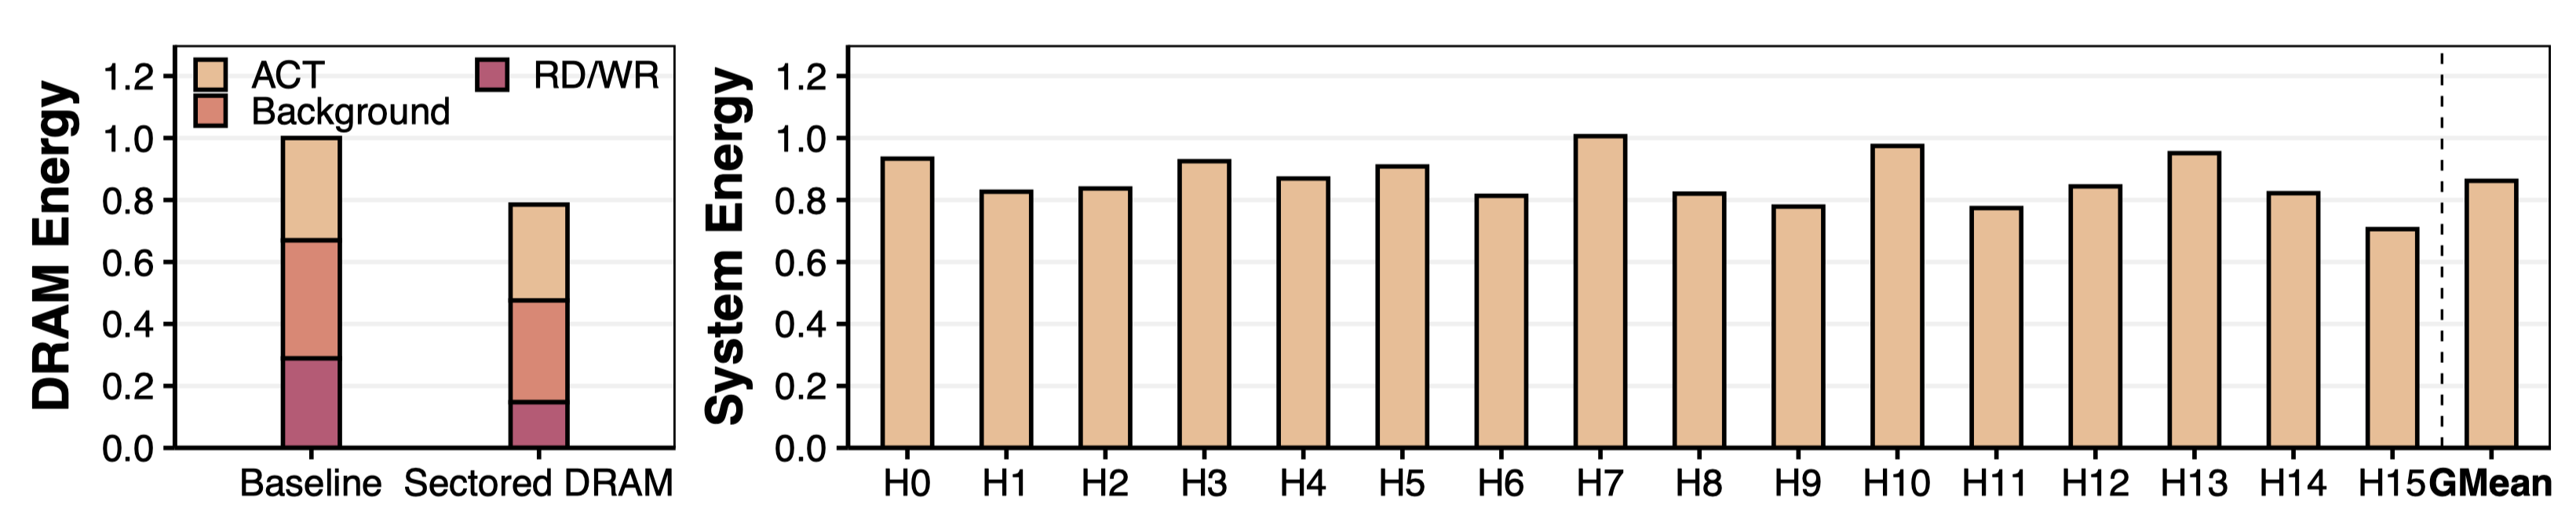 DRAM Energy
1.2
1.0
0.8
0.6
0.4
0.2
0.0
ACT
RD/WR
Background
Baseline
Sectored DRAM
System Energy
1.2
1.0
0.8
0.6
0.4
0.2
0.0
H0 H1 H2 H3 H4 H5 H6 H7 H8 H9 H10 H11 H12 H13 H14 H15 GMean